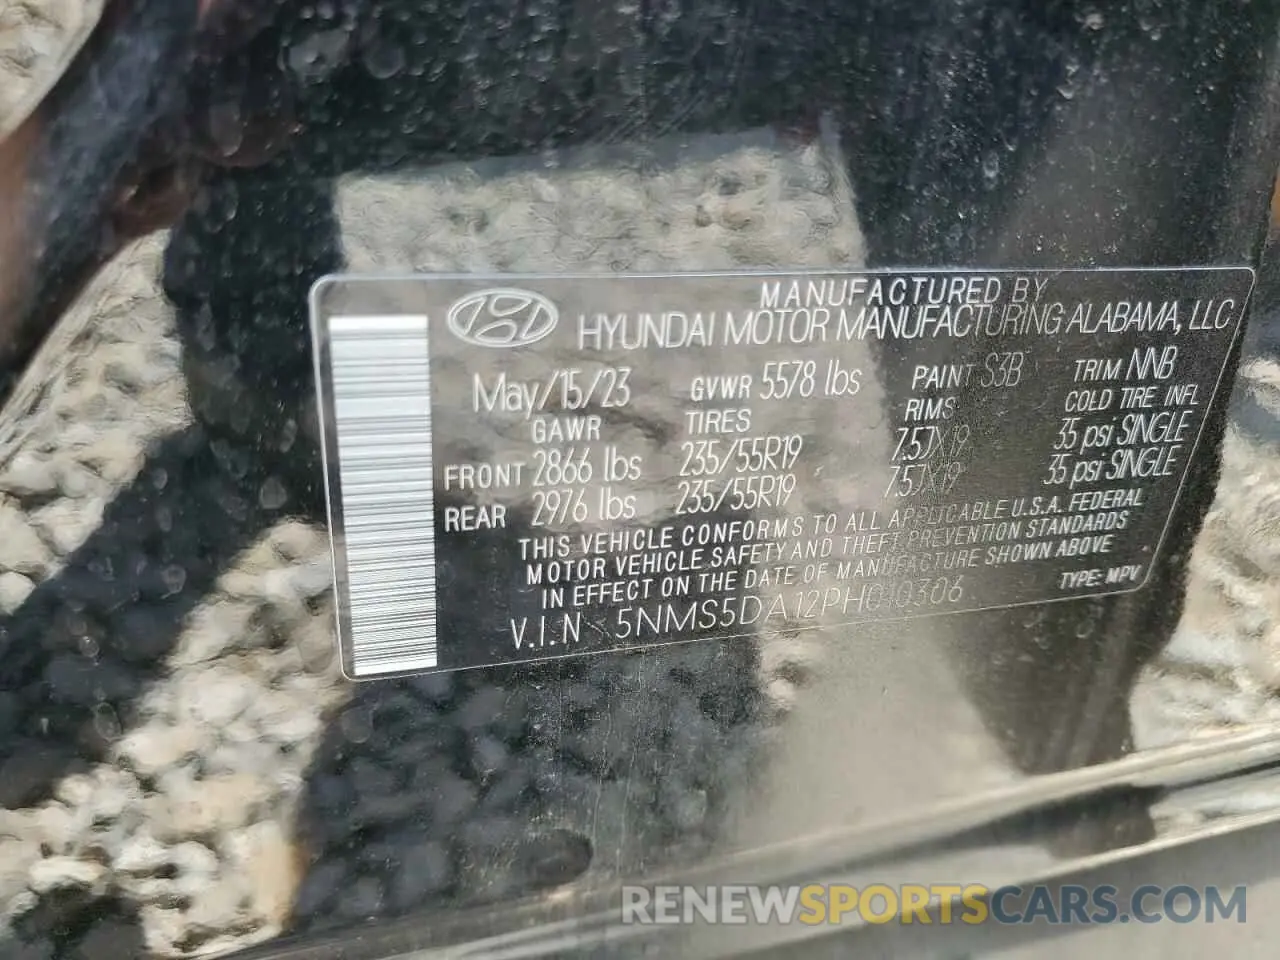 MANUFACTURED BY
HYUNDAI MOTOR MANUFACTURING ALABAMA, LLC
May/15/23 GVWR 5578 lbs PAINT S3B TRIM NNB
GAWR TIRES RIMS COLD TIRE INFL
FRONT 2866 lbs 235/55R19 7.5JX19 35 psi SINGLE
REAR 2976 lbs 235/55R19 7.5JX19 35 psi SINGLE
THIS VEHICLE CONFORMS TO ALL APPLICABLE U.S.A. FEDERAL
MOTOR VEHICLE SAFETY AND THEFT PREVENTION STANDARDS
IN EFFECT ON THE DATE OF MANUFACTURE SHOWN ABOVE
V.I.N 5NMS5DA12PH010306 TYPE: MPV
RENEWSPORTSCARS.COM